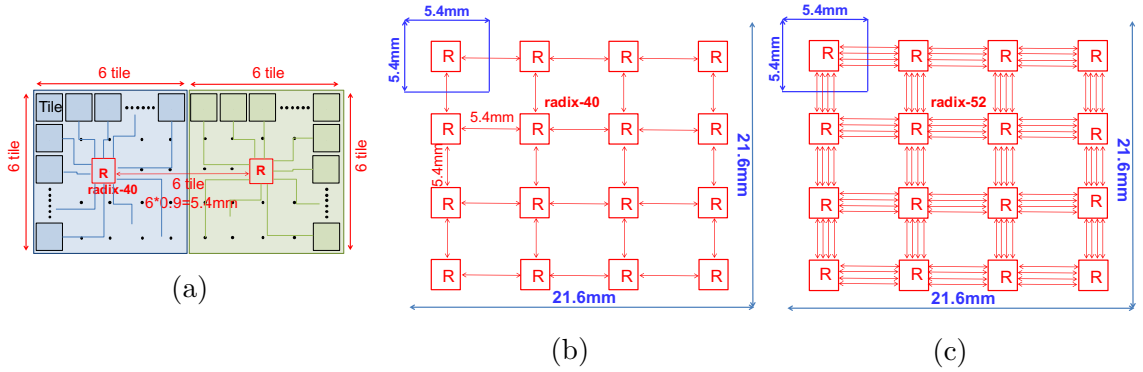 6 tile
6 tile
Tile
6 tile
6 tile
R
R
radix-40
6 tile
6*0.9=5.4mm
(a)
5.4mm
5.4mm
R R R R
radix-40
5.4mm
R R R R
5.4mm
21.6mm
R R R R
R R R R
21.6mm
(b)
5.4mm
5.4mm
R R R R
radix-52
R R R R
21.6mm
R R R R
R R R R
21.6mm
(c)